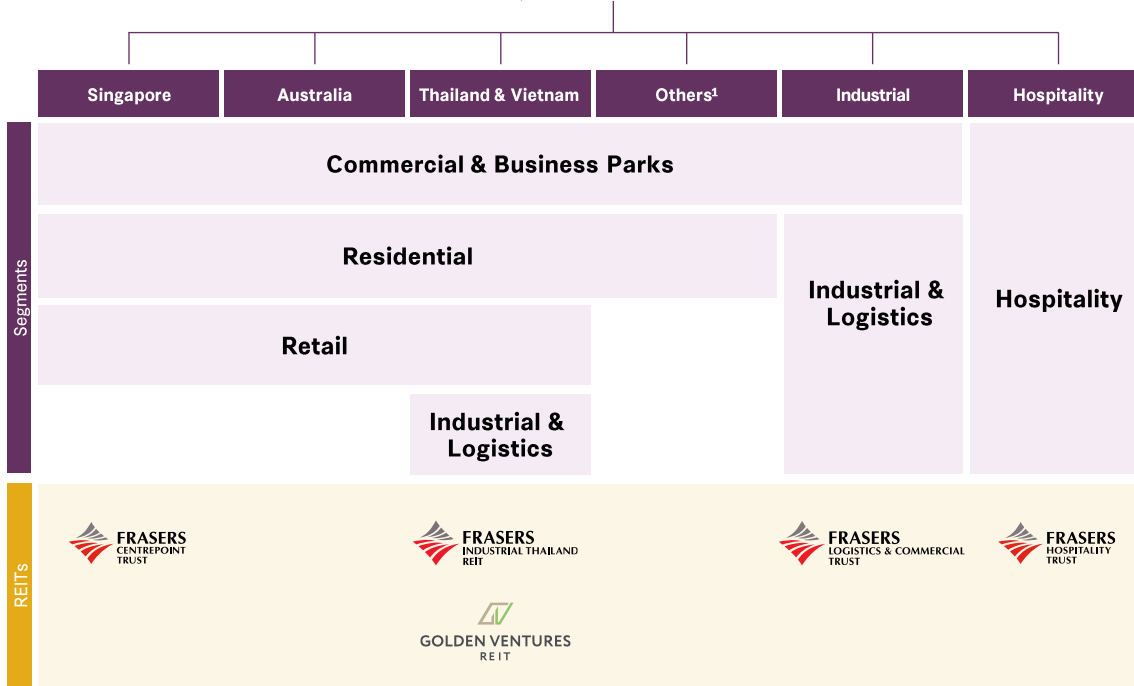 Singapore
Australia
Thailand & Vietnam
Others¹
Industrial
Hospitality
Segments
Commercial & Business Parks
Residential
Industrial &
Logistics
Hospitality
Retail
Industrial &
Logistics
REITs
FRASERS
CENTREPOINT
TRUST
FRASERS
INDUSTRIAL THAILAND
REIT
FRASERS
LOGISTICS & COMMERCIAL
TRUST
FRASERS
HOSPITALITY
TRUST
GOLDEN VENTURES
REIT